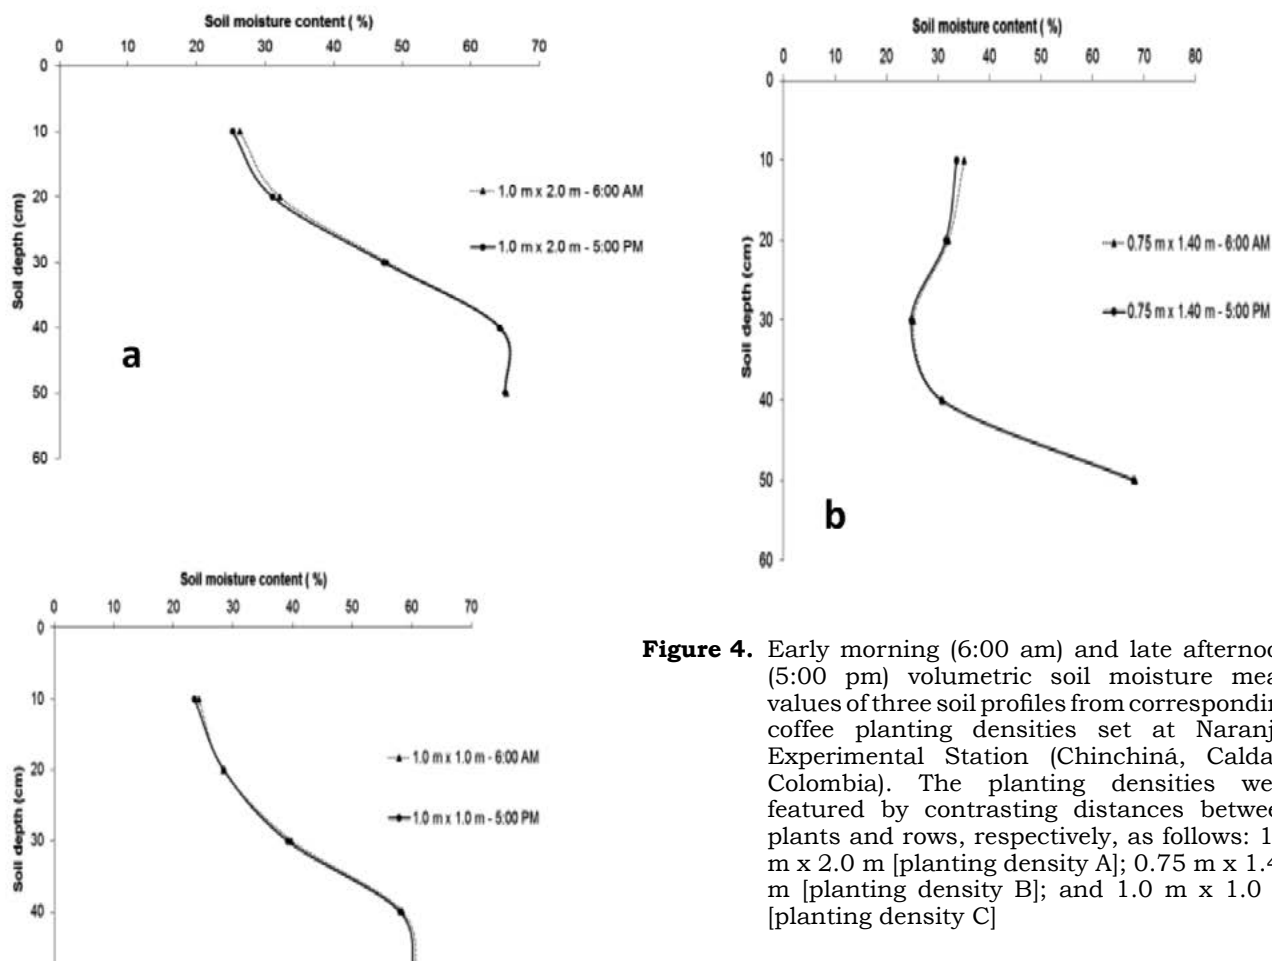 Soil moisture content ( %)
0 10 20 30 40 50 60 70
0
10
20
30
40
50
60
Soil depth (cm)
1.0 m x 2.0 m - 6:00 AM
1.0 m x 2.0 m - 5:00 PM
a
Soil moisture content ( %)
0 10 20 30 40 50 60 70 80
0
10
20
30
40
50
60
Soil depth (cm)
0.75 m x 1.40 m - 6:00 AM
0.75 m x 1.40 m - 5:00 PM
b
Soil moisture content ( %)
0 10 20 30 40 50 60 70
0
10
20
30
40
Soil depth (cm)
1.0 m x 1.0 m - 6:00 AM
1.0 m x 1.0 m - 5:00 PM
Figure 4. Early morning (6:00 am) and late afternoo
(5:00 pm) volumetric soil moisture mea
values of three soil profiles from correspondin
coffee planting densities set at Naranj
Experimental Station (Chinchiná, Calda
Colombia). The planting densities we
featured by contrasting distances betwee
plants and rows, respectively, as follows: 1
m x 2.0 m [planting density A]; 0.75 m x 1.4
m [planting density B]; and 1.0 m x 1.0
[planting density C]